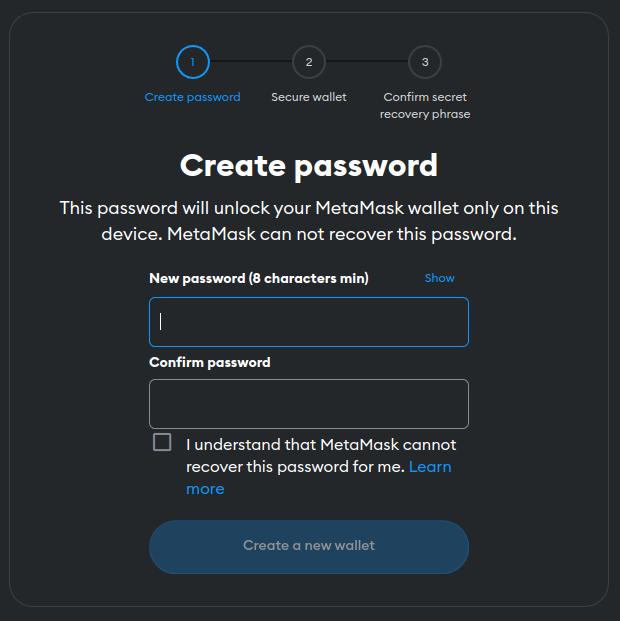 1
2
3
Create password
Secure wallet
Confirm secret
recovery phrase
Create password
This password will unlock your MetaMask wallet only on this
device. MetaMask can not recover this password.
New password (8 characters min)
Show
Confirm password
I understand that MetaMask cannot
recover this password for me. Learn
more
Create a new wallet